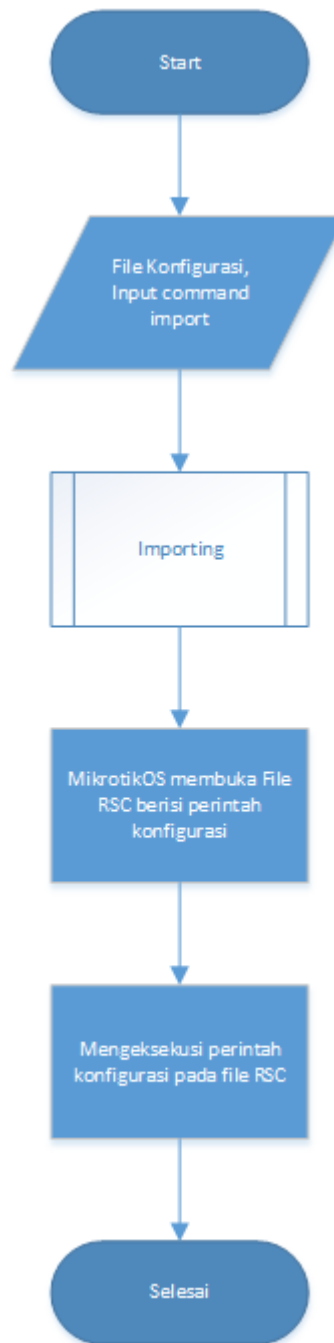 Start
File Konfigurasi,
Input command
import
Importing
MikrotikOS membuka File
RSC berisi perintah
konfigurasi
Mengeksekusi perintah
konfigurasi pada file RSC
Selesai